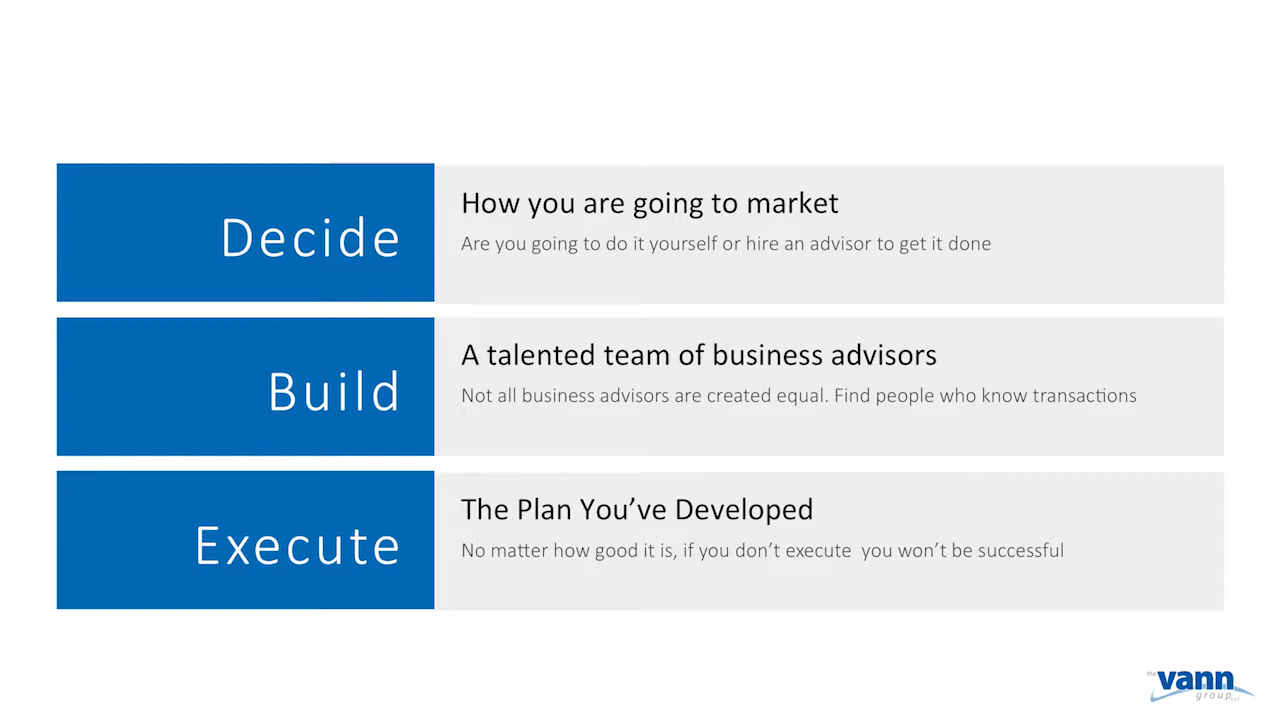 Decide
How you are going to market
Are you going to do it yourself or hire an advisor to get it done
Build
A talented team of business advisors
Not all business advisors are created equal. Find people who know transactions
Execute
The Plan You’ve Developed
No matter how good it is, if you don’t execute  you won’t be successful
the vann
group, LLC